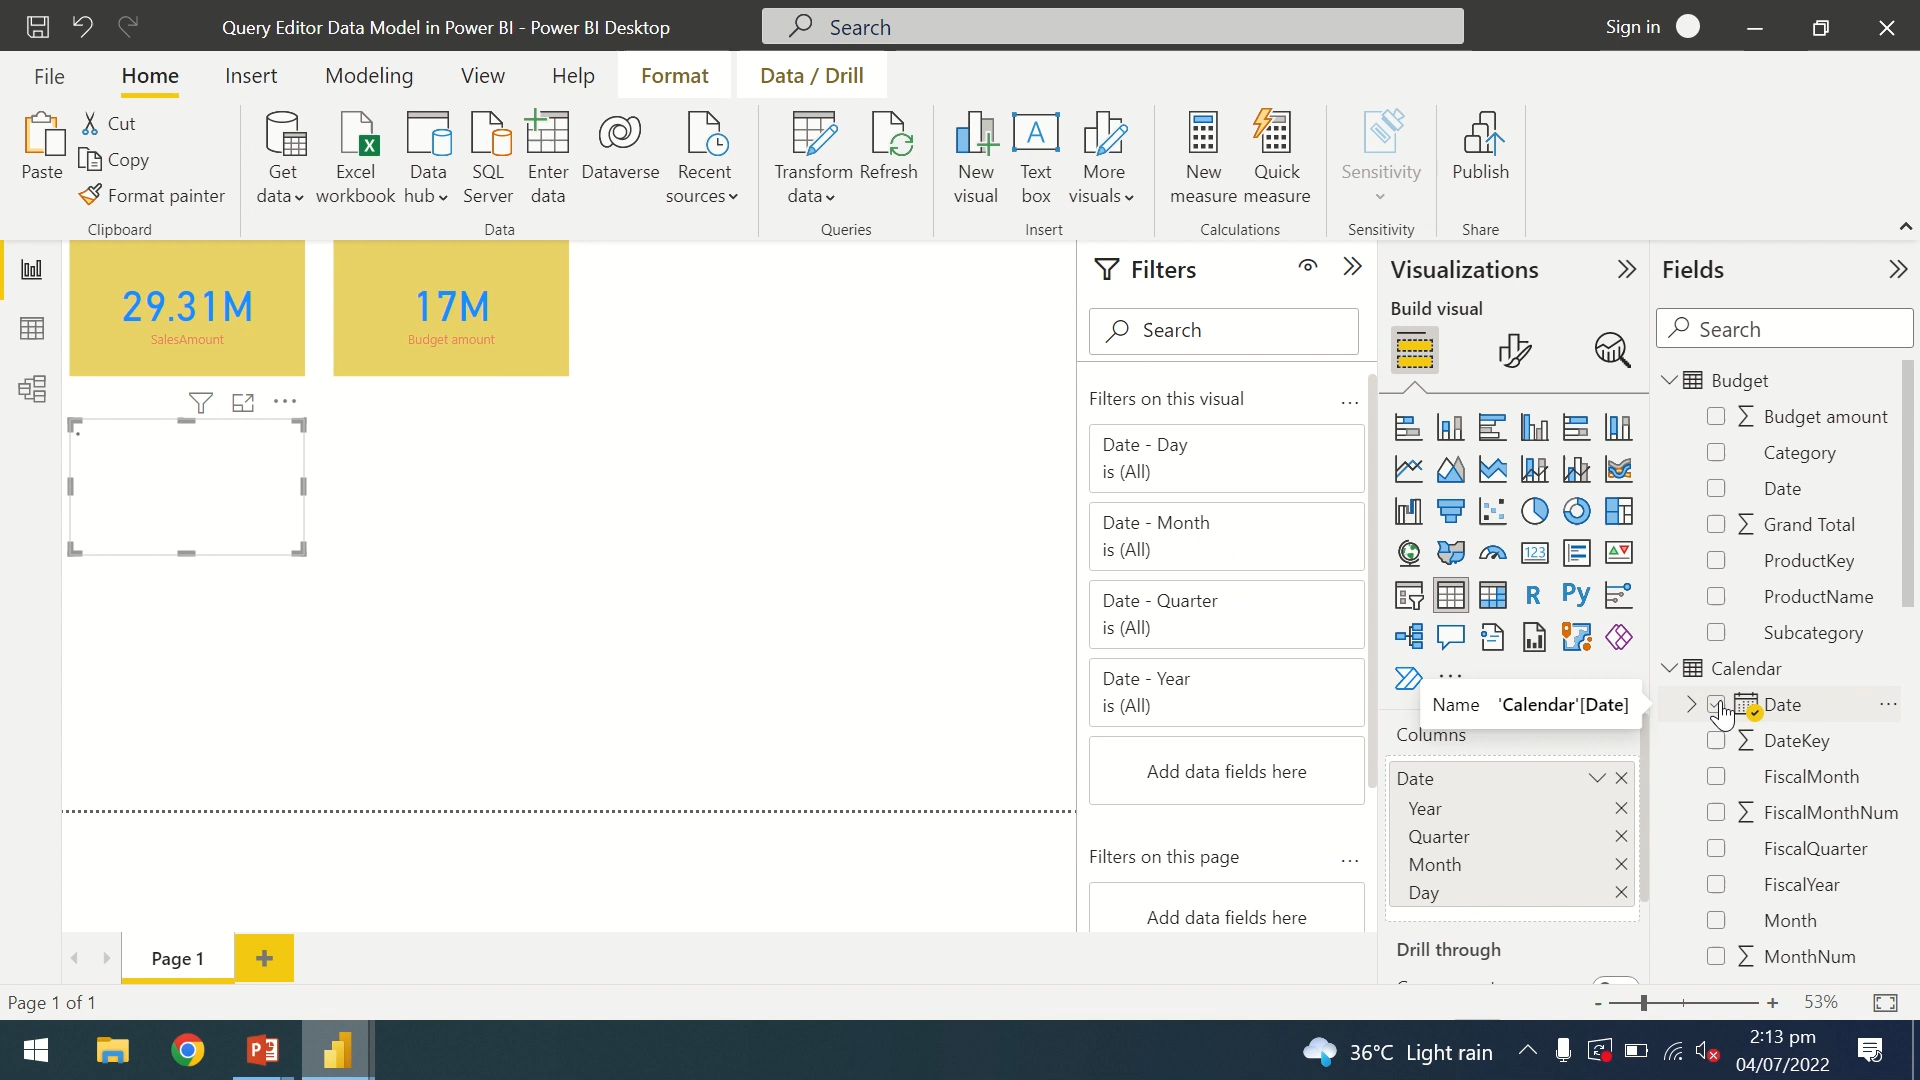 Query Editor Data Model in Power BI - Power BI Desktop
Search
Sign in
File
Home
Insert
Modeling
View
Help
Format
Data / Drill
Paste
Cut
Copy
Format painter
Clipboard
Get data
Excel workbook
Data hub
SQL Server
Enter data
Dataverse
Recent sources
Data
Transform data
Refresh
Queries
New visual
Text box
More visuals
Insert
New measure
Quick measure
Calculations
Sensitivity
Sensitivity
Publish
Share
29.31M
SalesAmount
17M
Budget amount
Filters
Search
Filters on this visual
Date - Day
is (All)
Date - Month
is (All)
Date - Quarter
is (All)
Date - Year
is (All)
Add data fields here
Filters on this page
Add data fields here
Visualizations
Build visual
123
R
Py
Name 'Calendar'[Date]
Columns
Date
Year
Quarter
Month
Day
Drill through
Fields
Search
Budget
Budget amount
Category
Date
Grand Total
ProductKey
ProductName
Subcategory
Calendar
Date
DateKey
FiscalMonth
FiscalMonthNum
FiscalQuarter
FiscalYear
Month
MonthNum
Page 1
Page 1 of 1
53%
36°C Light rain
2:13 pm
04/07/2022